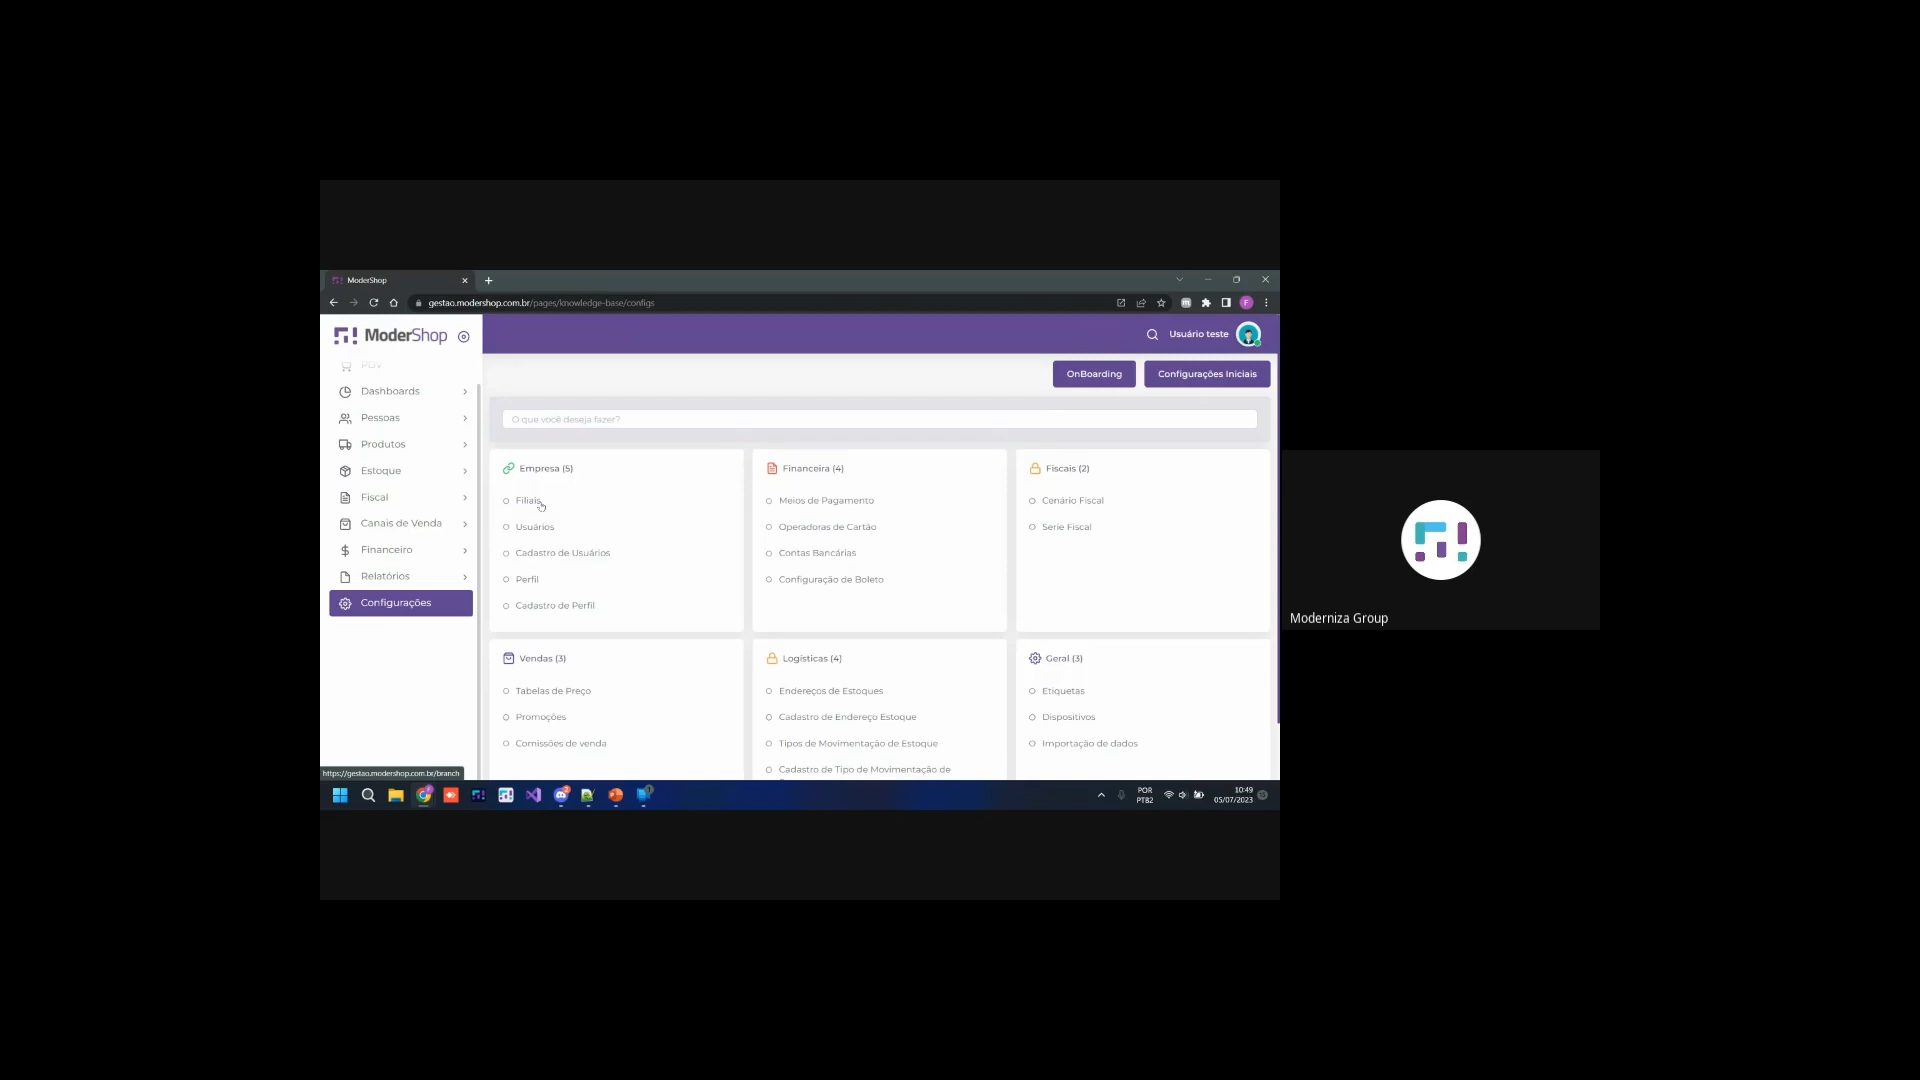 ModerShop
gestao.modershop.com.br/pages/knowledge-base/configs
ModerShop
Usuário teste
PDV
Dashboards
Pessoas
Produtos
Estoque
Fiscal
Canais de Venda
Financeiro
Relatórios
Configurações
OnBoarding
Configurações Iniciais
O que você deseja fazer?
Empresa (5)
Filiais
Usuários
Cadastro de Usuários
Perfil
Cadastro de Perfil
Financeira (4)
Meios de Pagamento
Operadoras de Cartão
Contas Bancárias
Configuração de Boleto
Fiscais (2)
Cenário Fiscal
Serie Fiscal
Vendas (3)
Tabelas de Preço
Promoções
Comissões de venda
Logísticas (4)
Endereços de Estoques
Cadastro de Endereço Estoque
Tipos de Movimentação de Estoque
Cadastro de Tipo de Movimentação de
Geral (3)
Etiquetas
Dispositivos
Importação de dados
https://gestao.modershop.com.br/branch
POR
PTB2
10:49
05/07/2023
Moderniza Group